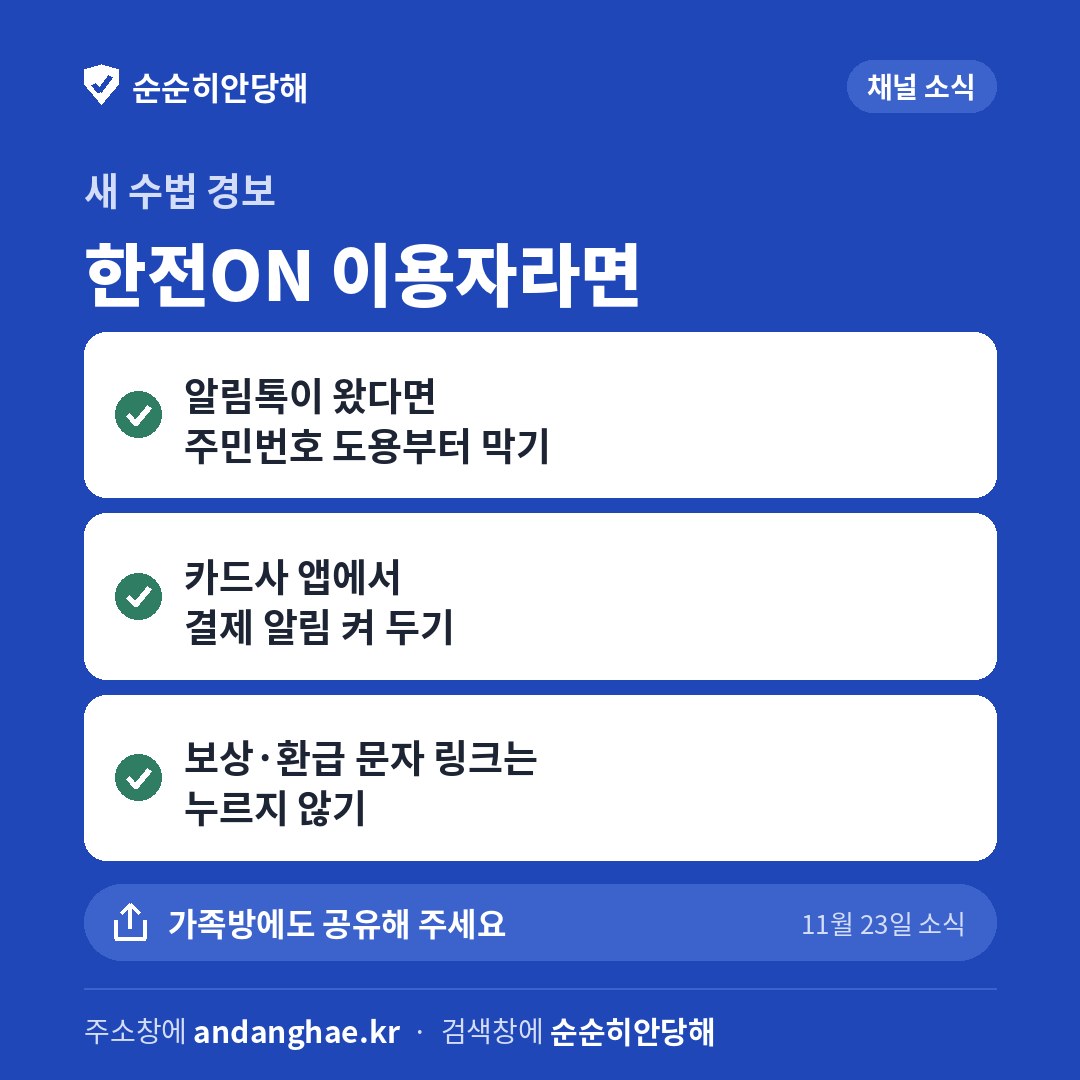 순순히안당해
채널 소식
새 수법 경보
한전ON 이용자라면
알림톡이 왔다면
주민번호 도용부터 막기
카드사 앱에서
결제 알림 켜 두기
보상·환급 문자 링크는
누르지 않기
가족방에도 공유해 주세요
11월 23일 소식
주소창에 andanghae.kr · 검색창에 순순히안당해